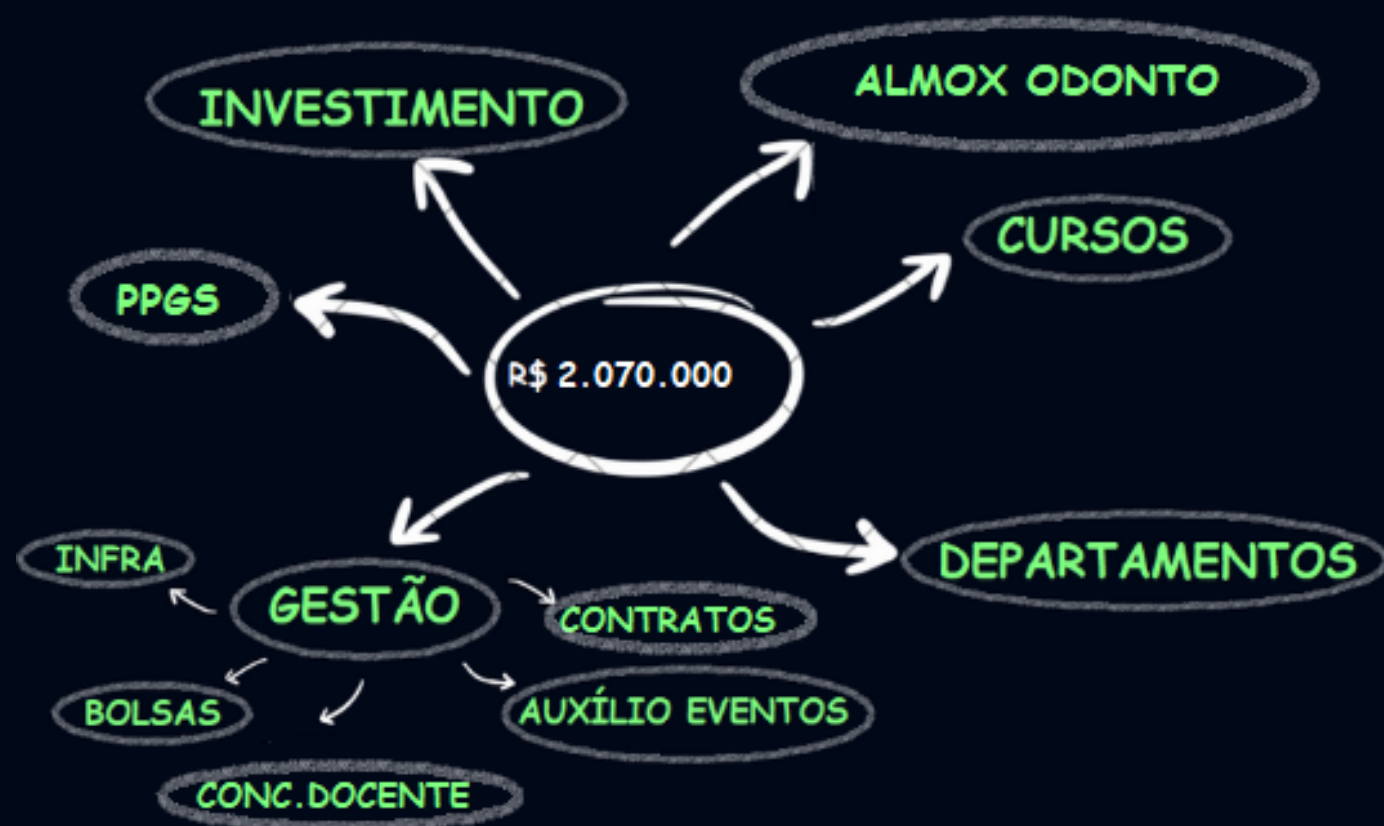 INVESTIMENTO
ALMOX ODONTO
CURSOS
PPGS
R$ 2.070.000
INFRA
GESTÃO
CONTRATOS
DEPARTAMENTOS
BOLSAS
AUXÍLIO EVENTOS
CONC.DOCENTE